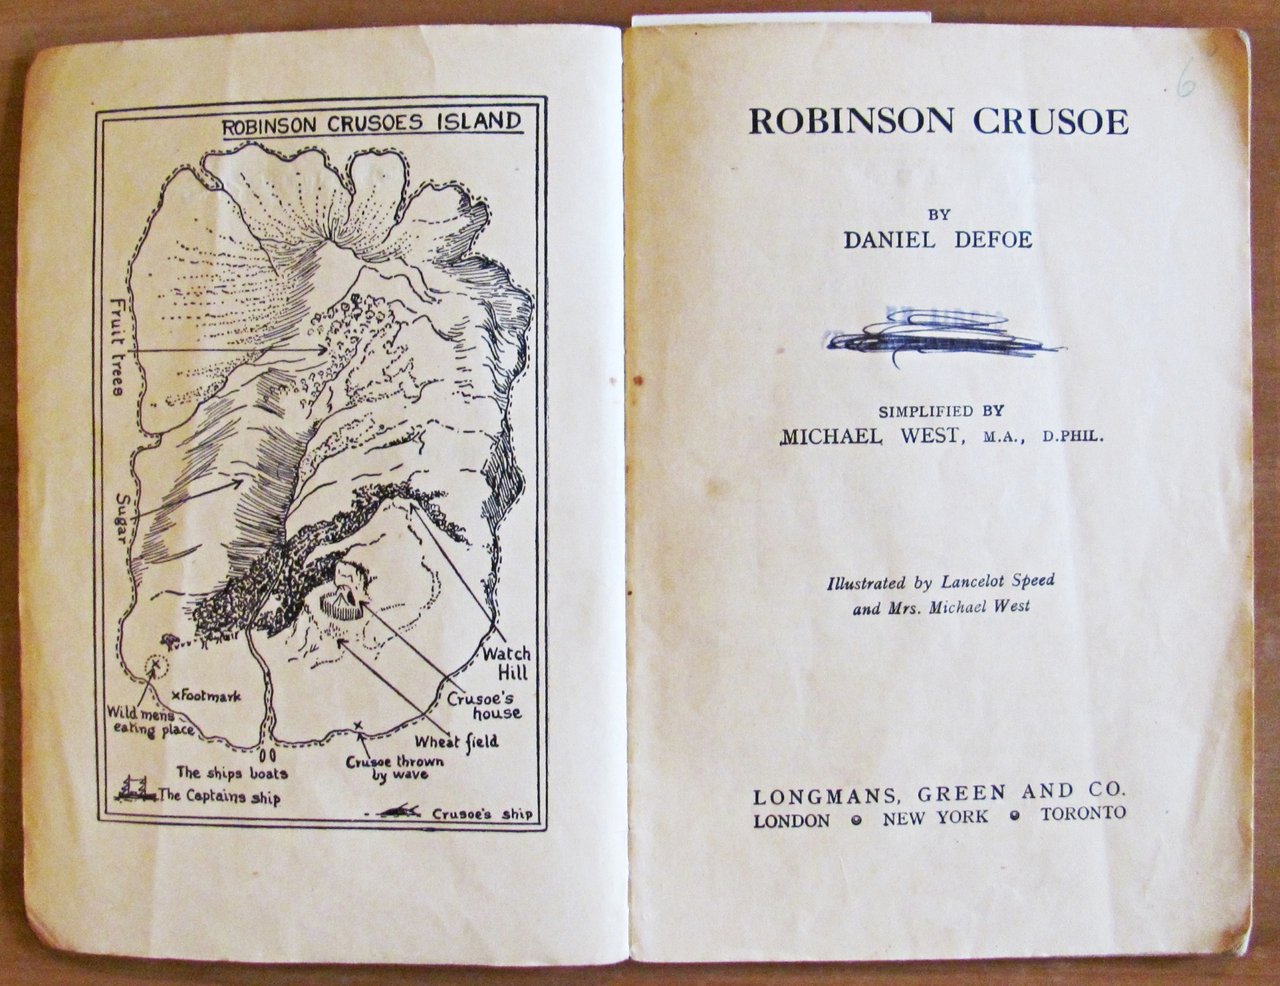 ROBINSON CRUSOES ISLAND
Fruit trees
Sugar
Watch
Hill
Crusoe's
house
Wheat field
×Footmark
Wild mens
eating place
Crusoe thrown
by wave
The ships boats
The Captains ship
Crusoe's ship
6
ROBINSON CRUSOE
BY
DANIEL DEFOE
SIMPLIFIED BY
MICHAEL WEST, M.A., D.PHIL.
Illustrated by Lancelot Speed
and Mrs. Michael West
LONGMANS, GREEN AND CO.
LONDON ● NEW YORK ● TORONTO